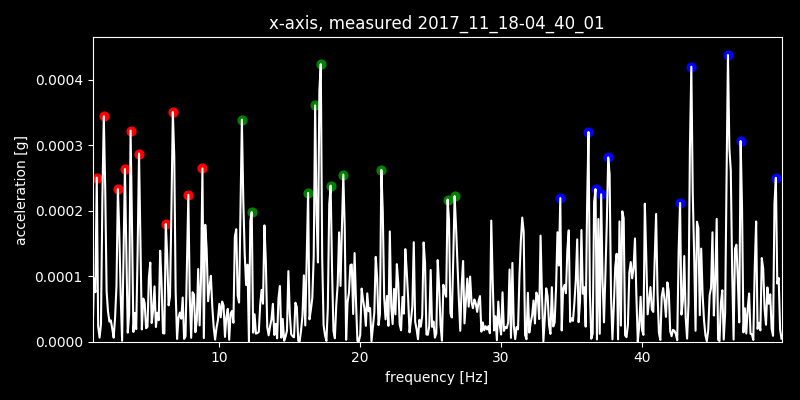 x-axis, measured 2017_11_18-04_40_01
0.0004
0.0003
0.0002
0.0001
0.0000
acceleration [g]
10 20 30 40
frequency [Hz]